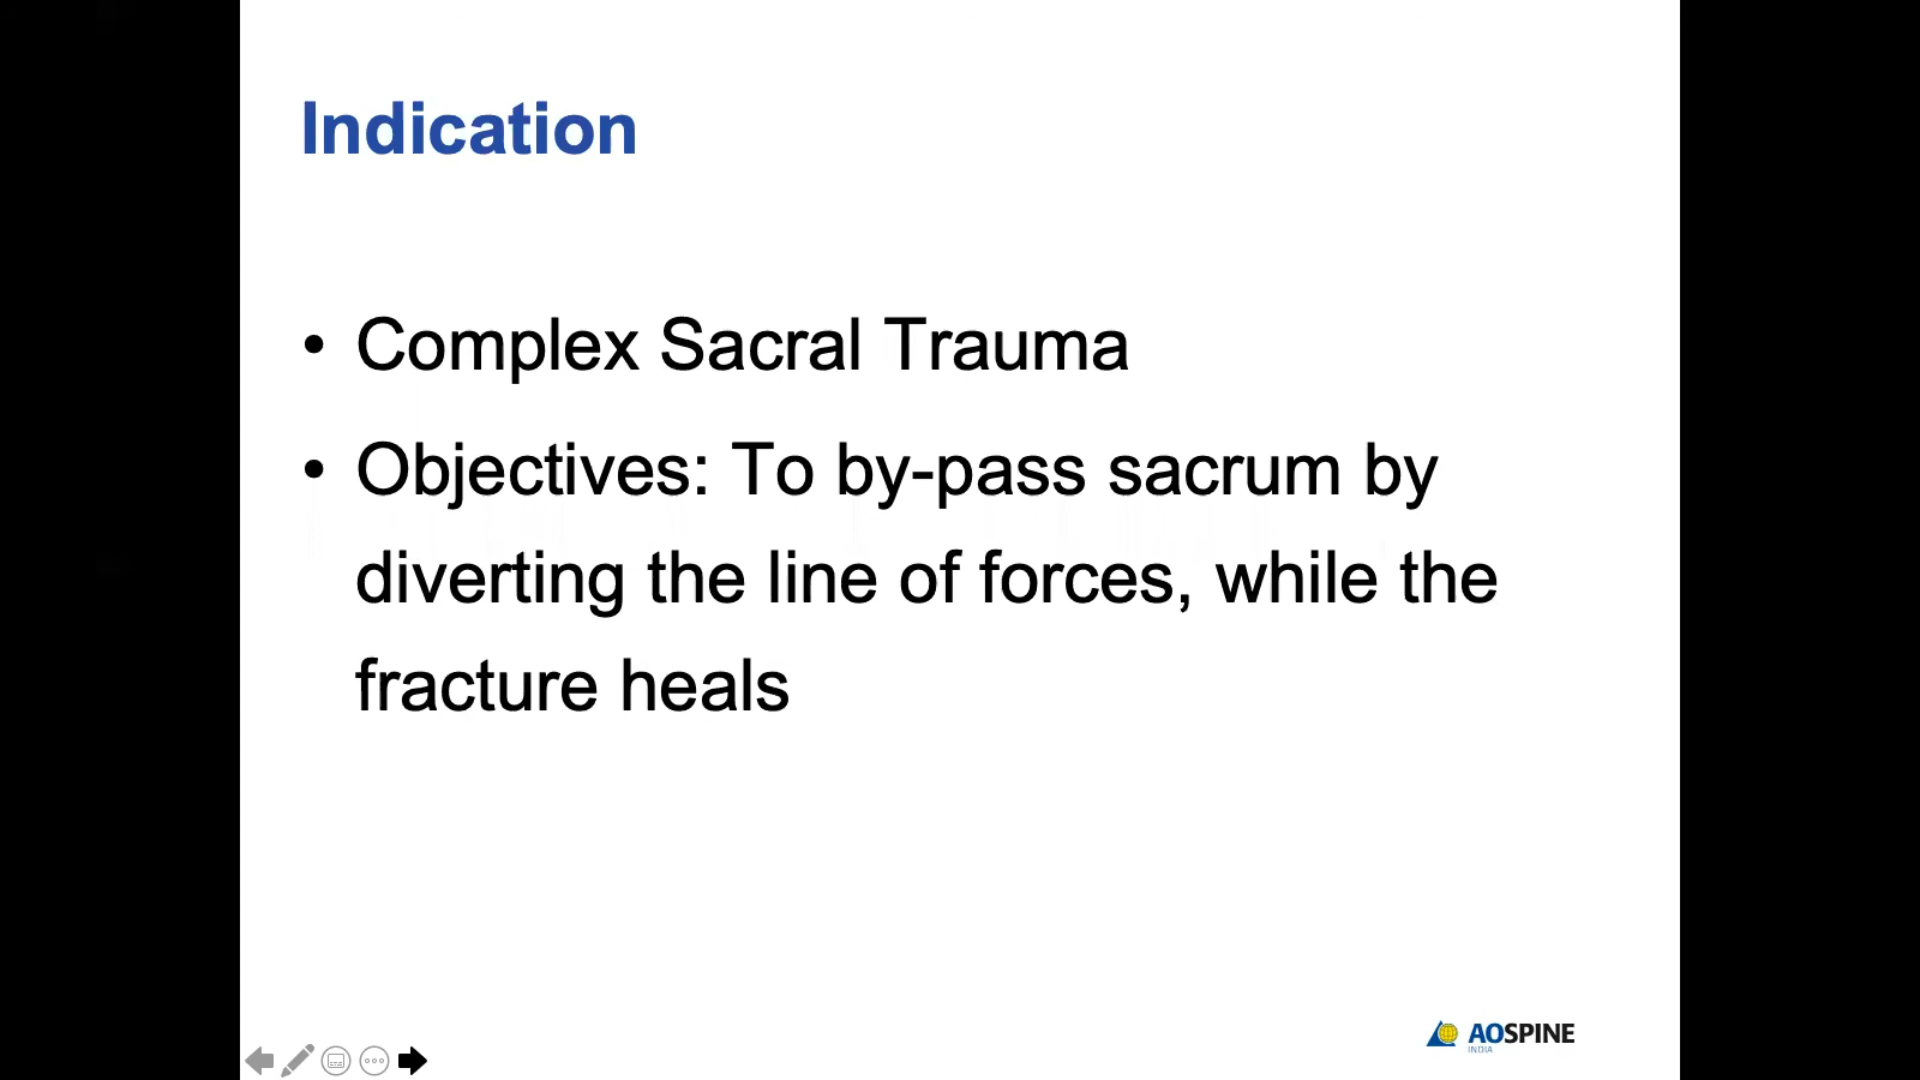 Indication
• Complex Sacral Trauma
• Objectives: To by-pass sacrum by
diverting the line of forces, while the
fracture heals
AOSPINE
INDIA